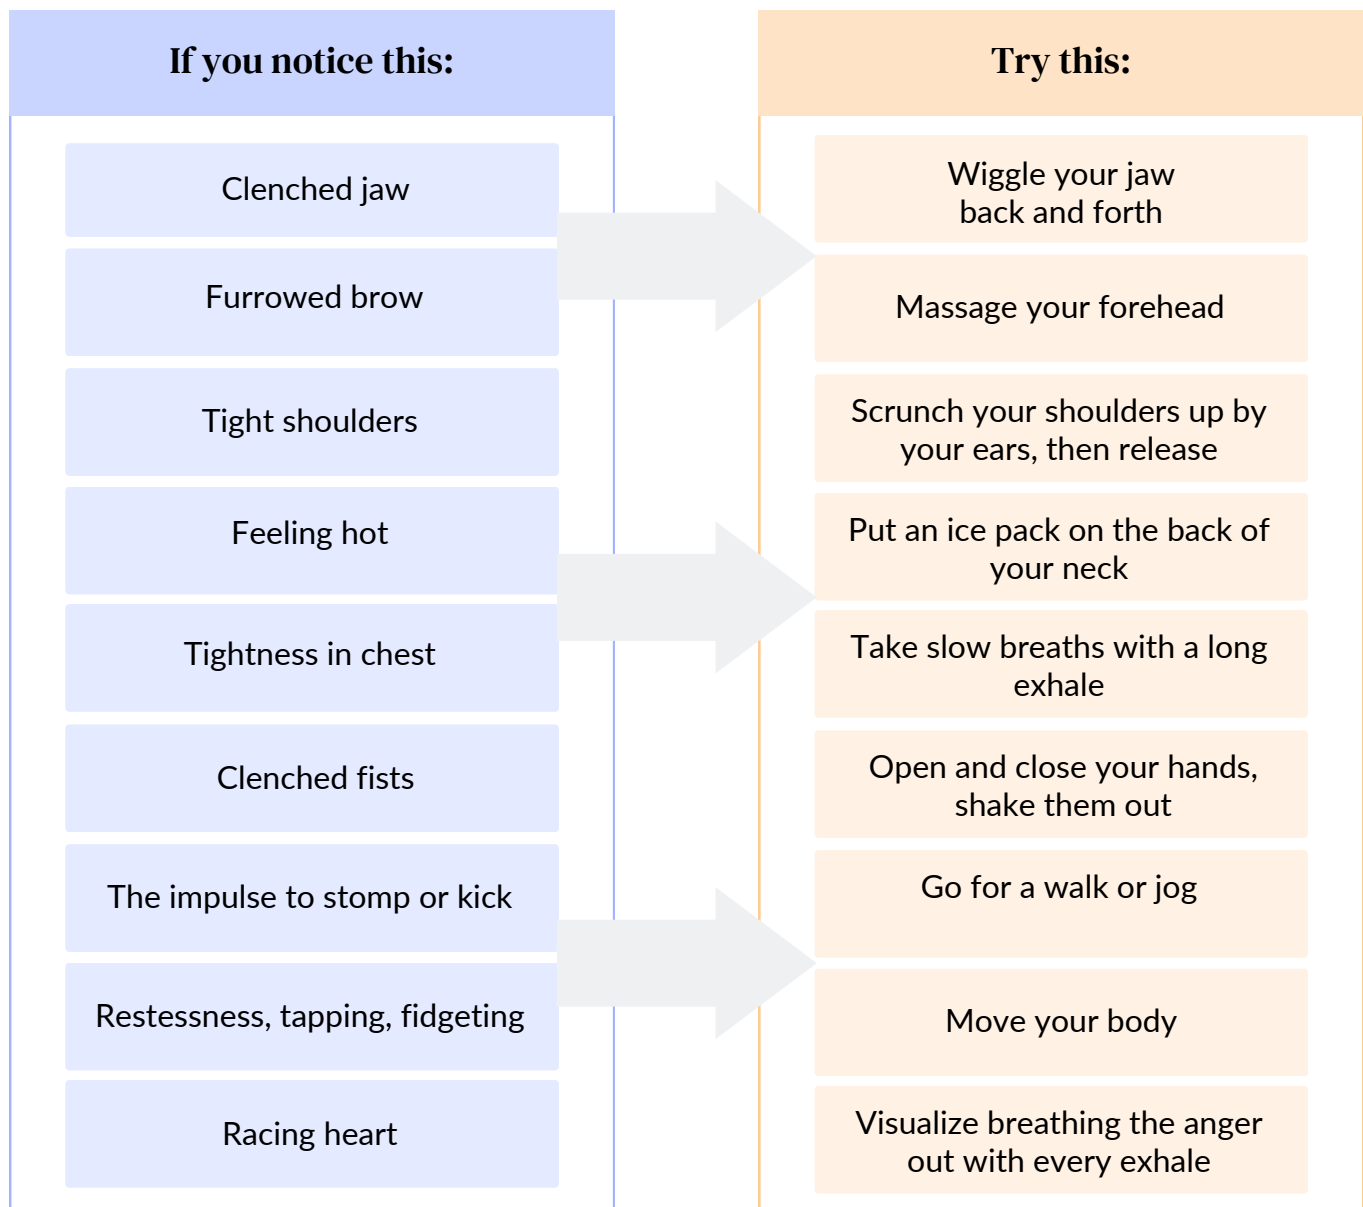 If you notice this:
Try this:
Clenched jaw
Wiggle your jaw
back and forth
Furrowed brow
Massage your forehead
Tight shoulders
Scrunch your shoulders up by
your ears, then release
Feeling hot
Put an ice pack on the back of
your neck
Tightness in chest
Take slow breaths with a long
exhale
Clenched fists
Open and close your hands,
shake them out
The impulse to stomp or kick
Go for a walk or jog
Restessness, tapping, fidgeting
Move your body
Racing heart
Visualize breathing the anger
out with every exhale